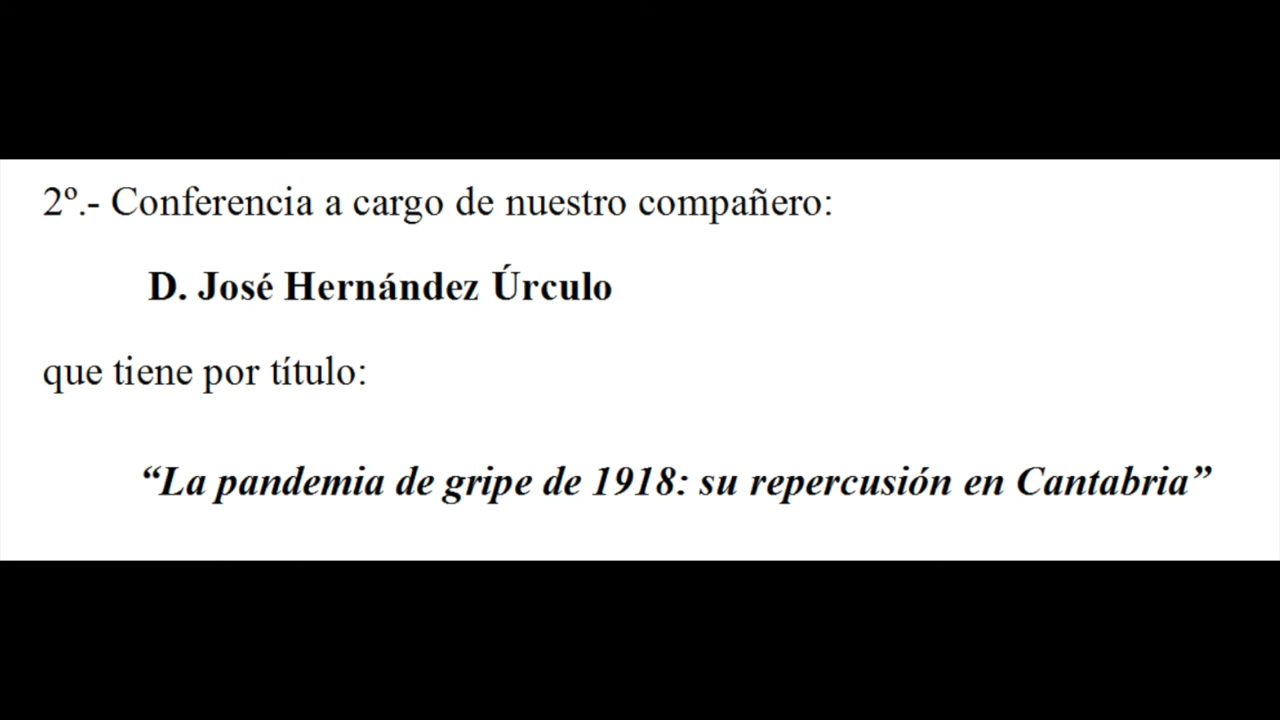 2º.- Conferencia a cargo de nuestro compañero:
D. José Hernández Úrculo
que tiene por título:
“La pandemia de gripe de 1918: su repercusión en Cantabria”